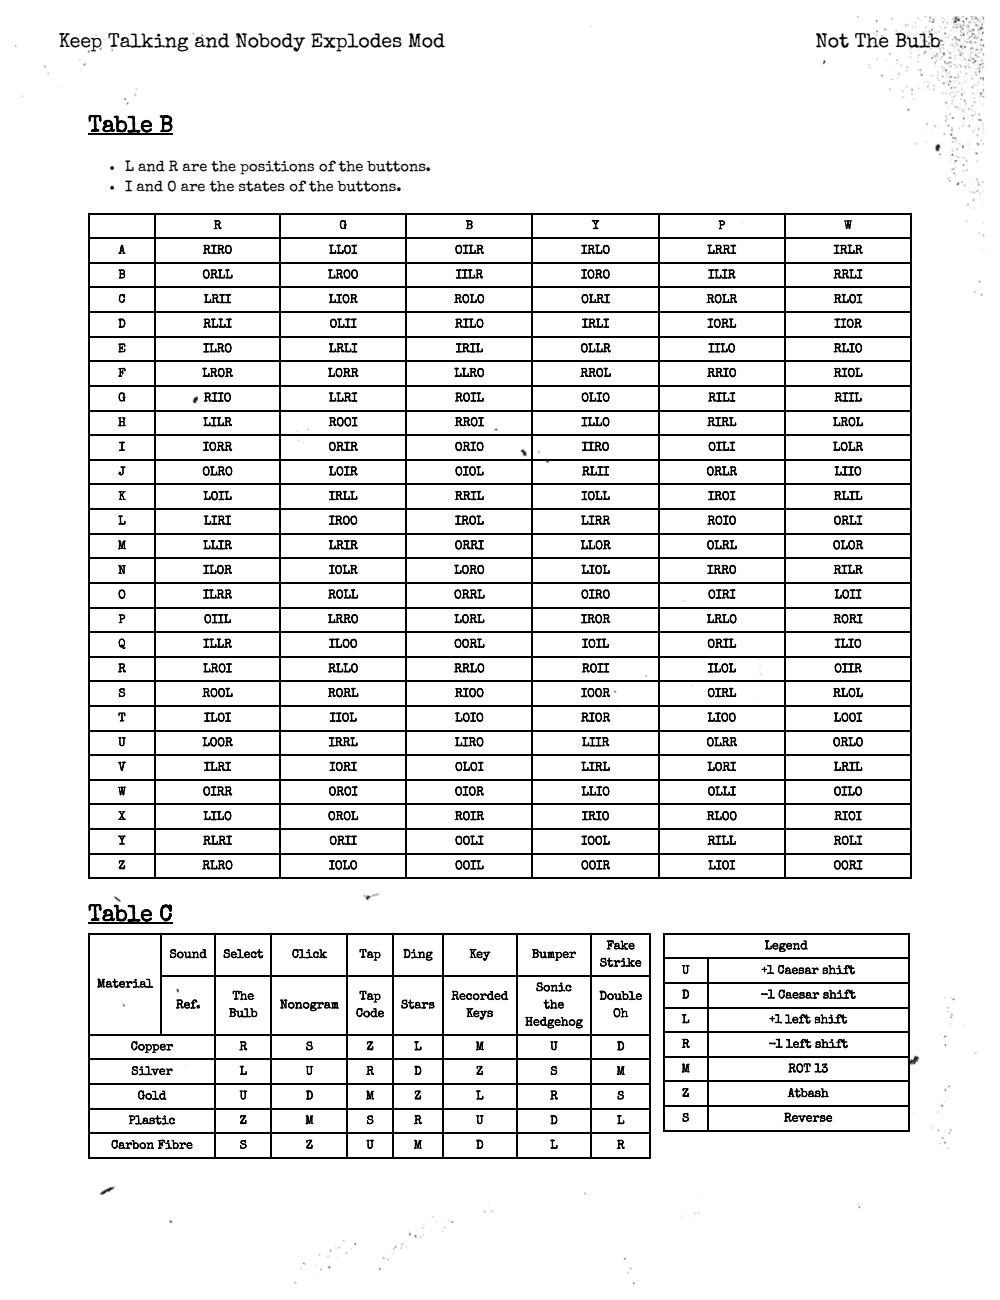 Keep Talking and Nobody Explodes Mod Not The Bulb
Table B
• L and R are the positions of the buttons.
• I and O are the states of the buttons.
R G B Y P W
A RIRO LLOI OILR IRLO LRRI IRLR
B ORLL LROO IILR IORO ILIR RRLI
C LRII LIOR ROLO OLRI ROLR RLOI
D RLLI OLII RILO IRLI IORL IIOR
E ILRO LRLI IRIL OLLR IILO RLIO
F LROR LORR LLRO RROL RRIO RIOL
G RIIO LLRI ROIL OLIO RILI RIIL
H LILR ROOI RROI ILLO RIRL LROL
I IORR ORIR ORIO IIRO OILI LOLR
J OLRO LOIR OIOL RLII ORLR LIIO
K LOIL IRLL RRIL IOLL IROI RLIL
L LIRI IROO IROL LIRR ROIO ORLI
M LLIR LRIR ORRI LLOR OLRL OLOR
N ILOR IOLR LORO LIOL IRRO RILR
O ILRR ROLL ORRL OIRO OIRI LOII
P OIIL LRRO LORL IROR LRLO RORI
Q ILLR ILOO OORL IOIL ORIL ILIO
R LROI RLLO RRLO ROII ILOL OIIR
S ROOL RORL RIOO IOOR OIRL RLOL
T ILOI IIOL LOIO RIOR LIOO LOOI
U LOOR IRRL LIRO LIIR OLRR ORLO
V ILRI IORI OLOI LIRL LORI LRIL
W OIRR OROI OIOR LLIO OLLI OILO
X LILO OROL ROIR IRIO RLOO RIOI
Y RLRI ORII OOLI IOOL RILL ROLI
Z RLRO IOLO OOIL OOIR LIOI OORI
Table C
Material Sound Select Click Tap Ding Key Bumper Fake Strike
Ref. The Bulb Nonogram Tap Code Stars Recorded Keys Sonic the Hedgehog Double Oh
Copper R S Z L M U D
Silver L U R D Z S M
Gold U D M Z L R S
Plastic Z M S R U D L
Carbon Fibre S Z U M D L R
Legend
U +1 Caesar shift
D -1 Caesar shift
L +1 left shift
R -1 left shift
M ROT 13
Z Atbash
S Reverse